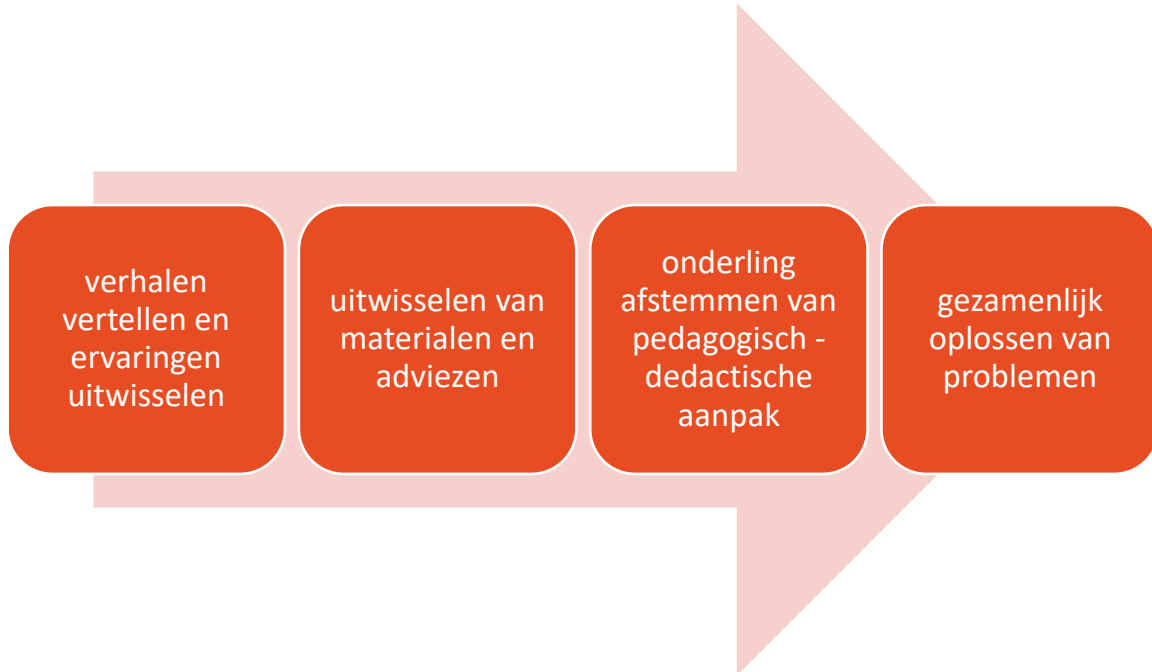 verhalen
vertellen en
ervaringen
uitwisselen
uitwisselen van
materialen en
adviezen
onderling
afstemmen van
pedagogisch -
dedactische
aanpak
gezamenlijk
oplossen van
problemen